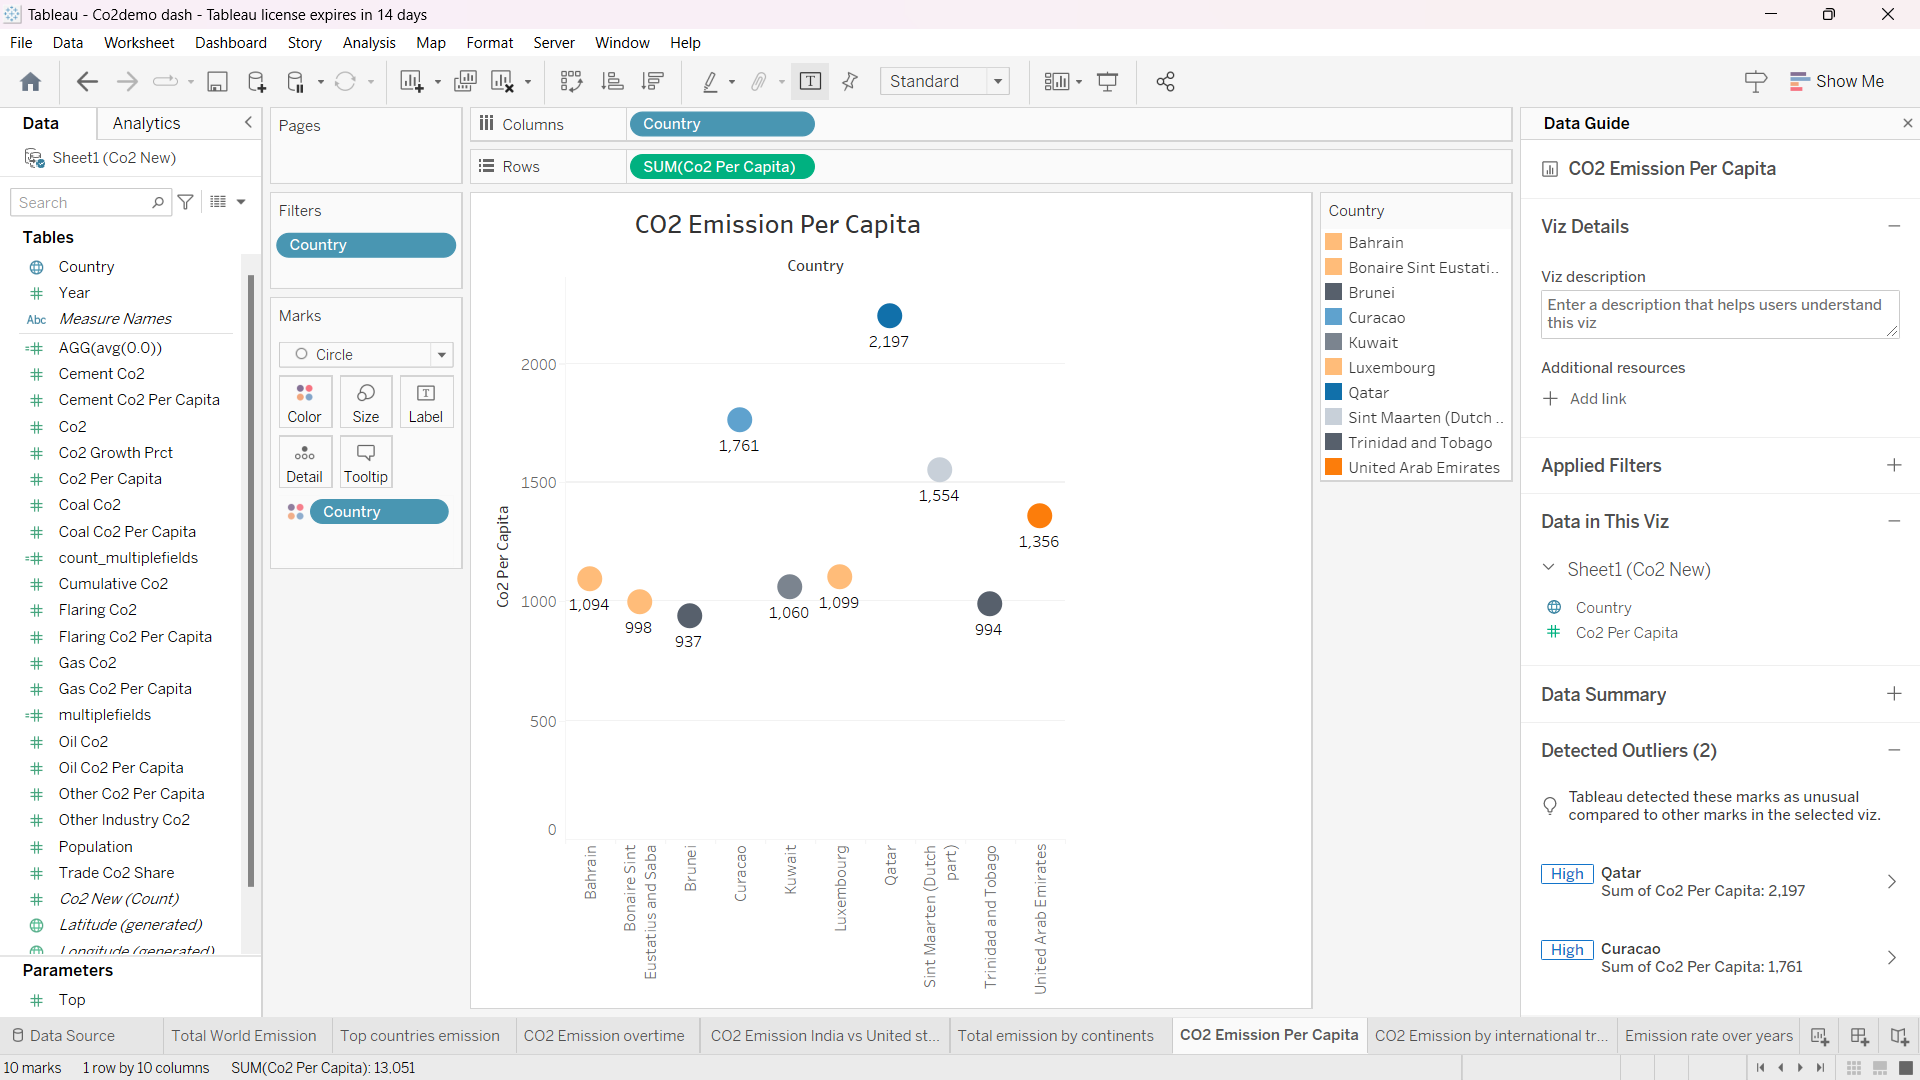 Tableau - Co2demo dash - Tableau license expires in 14 days
File Data Worksheet Dashboard Story Analysis Map Format Server Window Help
Standard
Show Me
Data Analytics
Sheet1 (Co2 New)
Search
Tables
Country
Year
Abc Measure Names
AGG(avg(0.0))
Cement Co2
Cement Co2 Per Capita
Co2
Co2 Growth Prct
Co2 Per Capita
Coal Co2
Coal Co2 Per Capita
count_multiplefields
Cumulative Co2
Flaring Co2
Flaring Co2 Per Capita
Gas Co2
Gas Co2 Per Capita
multiplefields
Oil Co2
Oil Co2 Per Capita
Other Co2 Per Capita
Other Industry Co2
Population
Trade Co2 Share
Co2 New (Count)
Latitude (generated)
Longitude (generated)
Parameters
Top
Pages
Filters
Country
Marks
Circle
Color Size Label
Detail Tooltip
Country
Columns Country
Rows SUM(Co2 Per Capita)
CO2 Emission Per Capita
Country
Co2 Per Capita
2000
1500
1000
500
0
2,197
1,761
1,554
1,356
1,094
998
937
1,060
1,099
994
Bahrain
Bonaire Sint
Eustatius and Saba
Brunei
Curacao
Kuwait
Luxembourg
Qatar
Sint Maarten (Dutch
part)
Trinidad and Tobago
United Arab Emirates
Country
Bahrain
Bonaire Sint Eustati..
Brunei
Curacao
Kuwait
Luxembourg
Qatar
Sint Maarten (Dutch ..
Trinidad and Tobago
United Arab Emirates
Data Guide
CO2 Emission Per Capita
Viz Details
Viz description
Enter a description that helps users understand
this viz
Additional resources
Add link
Applied Filters
Data in This Viz
Sheet1 (Co2 New)
Country
Co2 Per Capita
Data Summary
Detected Outliers (2)
Tableau detected these marks as unusual
compared to other marks in the selected viz.
High Qatar
Sum of Co2 Per Capita: 2,197
High Curacao
Sum of Co2 Per Capita: 1,761
Data Source Total World Emission Top countries emission CO2 Emission overtime CO2 Emission India vs United st... Total emission by continents CO2 Emission Per Capita CO2 Emission by international tr... Emission rate over years
10 marks 1 row by 10 columns SUM(Co2 Per Capita): 13,051